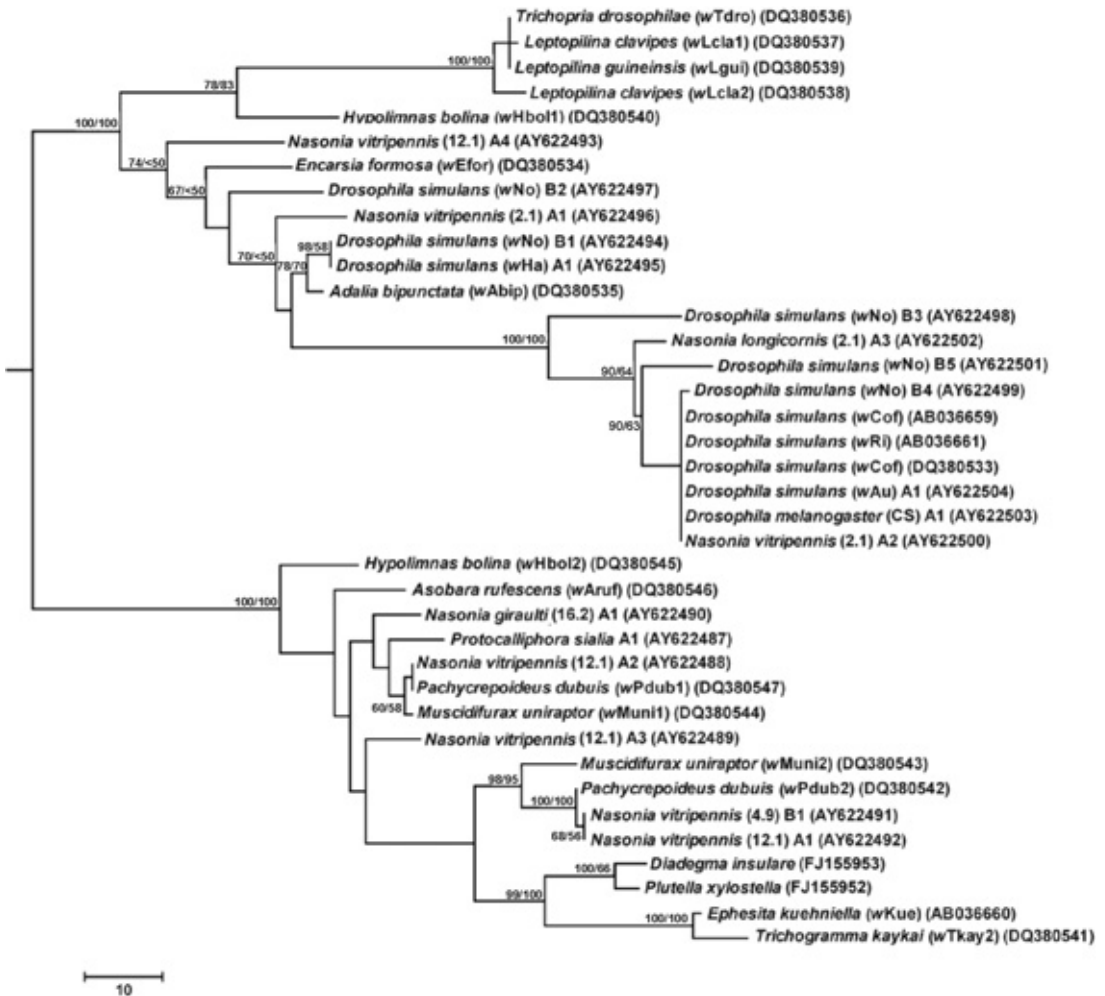 Trichopria drosophilae (wTdro) (DQ380536)
Leptopilina clavipes (wLcla1) (DQ380537)
100/100
Leptopilina guineinsis (wLgui) (DQ380539)
78/83
Leptopilina clavipes (wLcla2) (DQ380538)
Hypolimnas bolina (wHbol1) (DQ380540)
100/100
Nasonia vitripennis (12.1) A4 (AY622493)
74/<50
Encarsia formosa (wEfor) (DQ380534)
67/<50
Drosophila simulans (wNo) B2 (AY622497)
Nasonia vitripennis (2.1) A1 (AY622496)
98/58
Drosophila simulans (wNo) B1 (AY622494)
70/<50
78/70
Drosophila simulans (wHa) A1 (AY622495)
Adalia bipunctata (wAbip) (DQ380535)
Drosophila simulans (wNo) B3 (AY622498)
100/100
Nasonia longicornis (2.1) A3 (AY622502)
90/64
Drosophila simulans (wNo) B5 (AY622501)
Drosophila simulans (wNo) B4 (AY622499)
Drosophila simulans (wCof) (AB036659)
90/63
Drosophila simulans (wRi) (AB036661)
Drosophila simulans (wCof) (DQ380533)
Drosophila simulans (wAu) A1 (AY622504)
Drosophila melanogaster (CS) A1 (AY622503)
Nasonia vitripennis (2.1) A2 (AY622500)
Hypolimnas bolina (wHbol2) (DQ380545)
100/100
Asobara rufescens (wAruf) (DQ380546)
Nasonia giraulti (16.2) A1 (AY622490)
Protocalliphora sialia A1 (AY622487)
Nasonia vitripennis (12.1) A2 (AY622488)
Pachycrepoideus dubuis (wPdub1) (DQ380547)
60/58
Muscidifurax uniraptor (wMuni1) (DQ380544)
Nasonia vitripennis (12.1) A3 (AY622489)
Muscidifurax uniraptor (wMuni2) (DQ380543)
98/95
Pachycrepoideus dubuis (wPdub2) (DQ380542)
100/100
Nasonia vitripennis (4.9) B1 (AY622491)
68/56
Nasonia vitripennis (12.1) A1 (AY622492)
Diadegma insulare (FJ155953)
100/66
Plutella xylostella (FJ155952)
99/100
Ephesita kuehniella (wKue) (AB036660)
100/100
Trichogramma kaykai (wTkay2) (DQ380541)
10